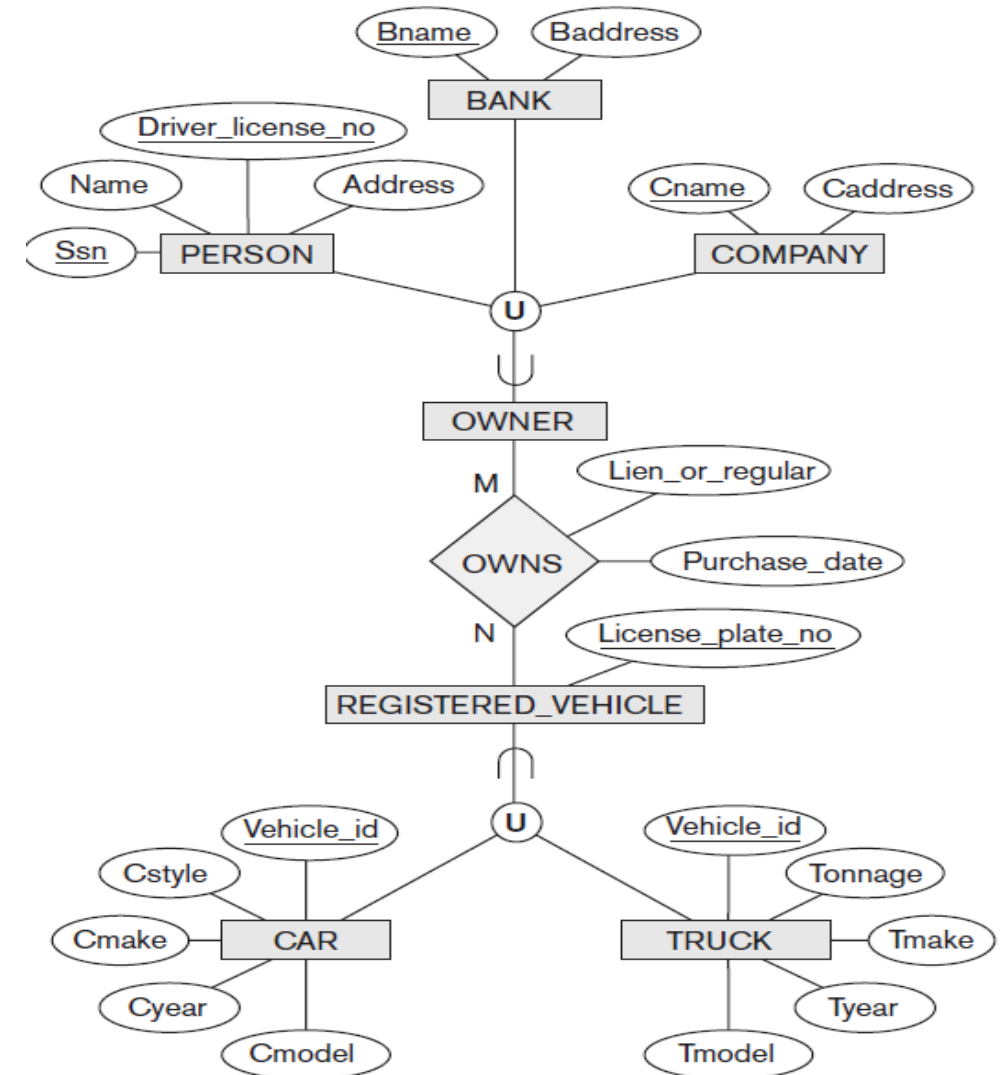 Bname Baddress
BANK
Driver_license_no
Name Address
Cname Caddress
Ssn PERSON COMPANY
U
OWNER
M
Lien_or_regular
OWNS
Purchase_date
N
License_plate_no
REGISTERED_VEHICLE
U
Vehicle_id Vehicle_id
Cstyle Tonnage
Cmake CAR TRUCK Tmake
Cyear Tyear
Cmodel Tmodel